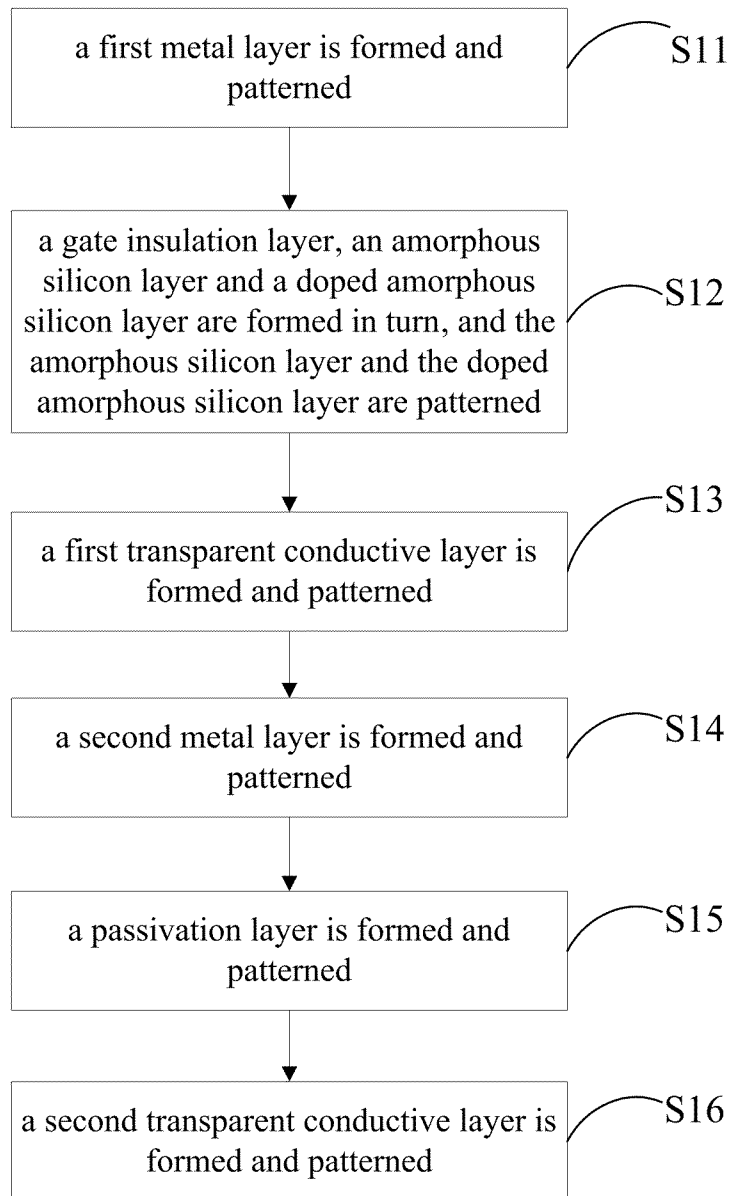 a first metal layer is formed and
patterned
S11
a gate insulation layer, an amorphous
silicon layer and a doped amorphous
silicon layer are formed in turn, and the
amorphous silicon layer and the doped
amorphous silicon layer are patterned
S12
a first transparent conductive layer is
formed and patterned
S13
a second metal layer is formed and
patterned
S14
a passivation layer is formed and
patterned
S15
a second transparent conductive layer is
formed and patterned
S16